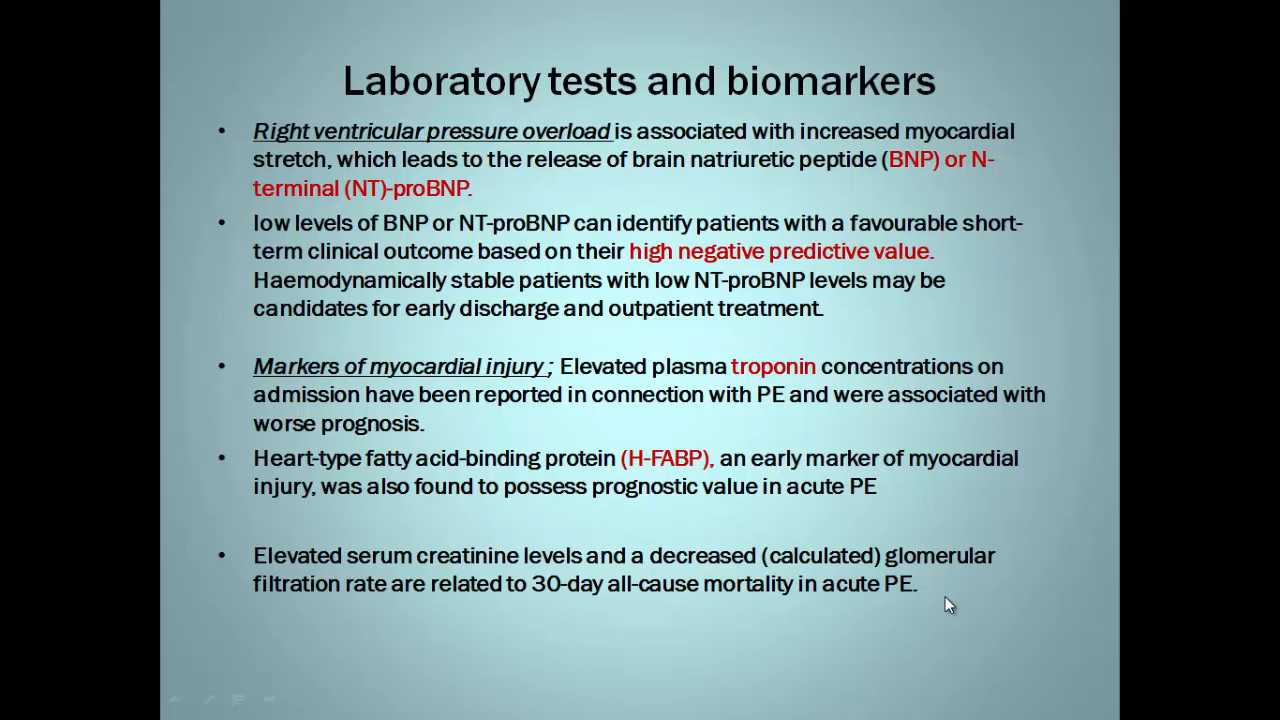 Laboratory tests and biomarkers
• Right ventricular pressure overload is associated with increased myocardial
stretch, which leads to the release of brain natriuretic peptide (BNP) or N-
terminal (NT)-proBNP.
• low levels of BNP or NT-proBNP can identify patients with a favourable short-
term clinical outcome based on their high negative predictive value.
Haemodynamically stable patients with low NT-proBNP levels may be
candidates for early discharge and outpatient treatment.
• Markers of myocardial injury ; Elevated plasma troponin concentrations on
admission have been reported in connection with PE and were associated with
worse prognosis.
• Heart-type fatty acid-binding protein (H-FABP), an early marker of myocardial
injury, was also found to possess prognostic value in acute PE
• Elevated serum creatinine levels and a decreased (calculated) glomerular
filtration rate are related to 30-day all-cause mortality in acute PE.